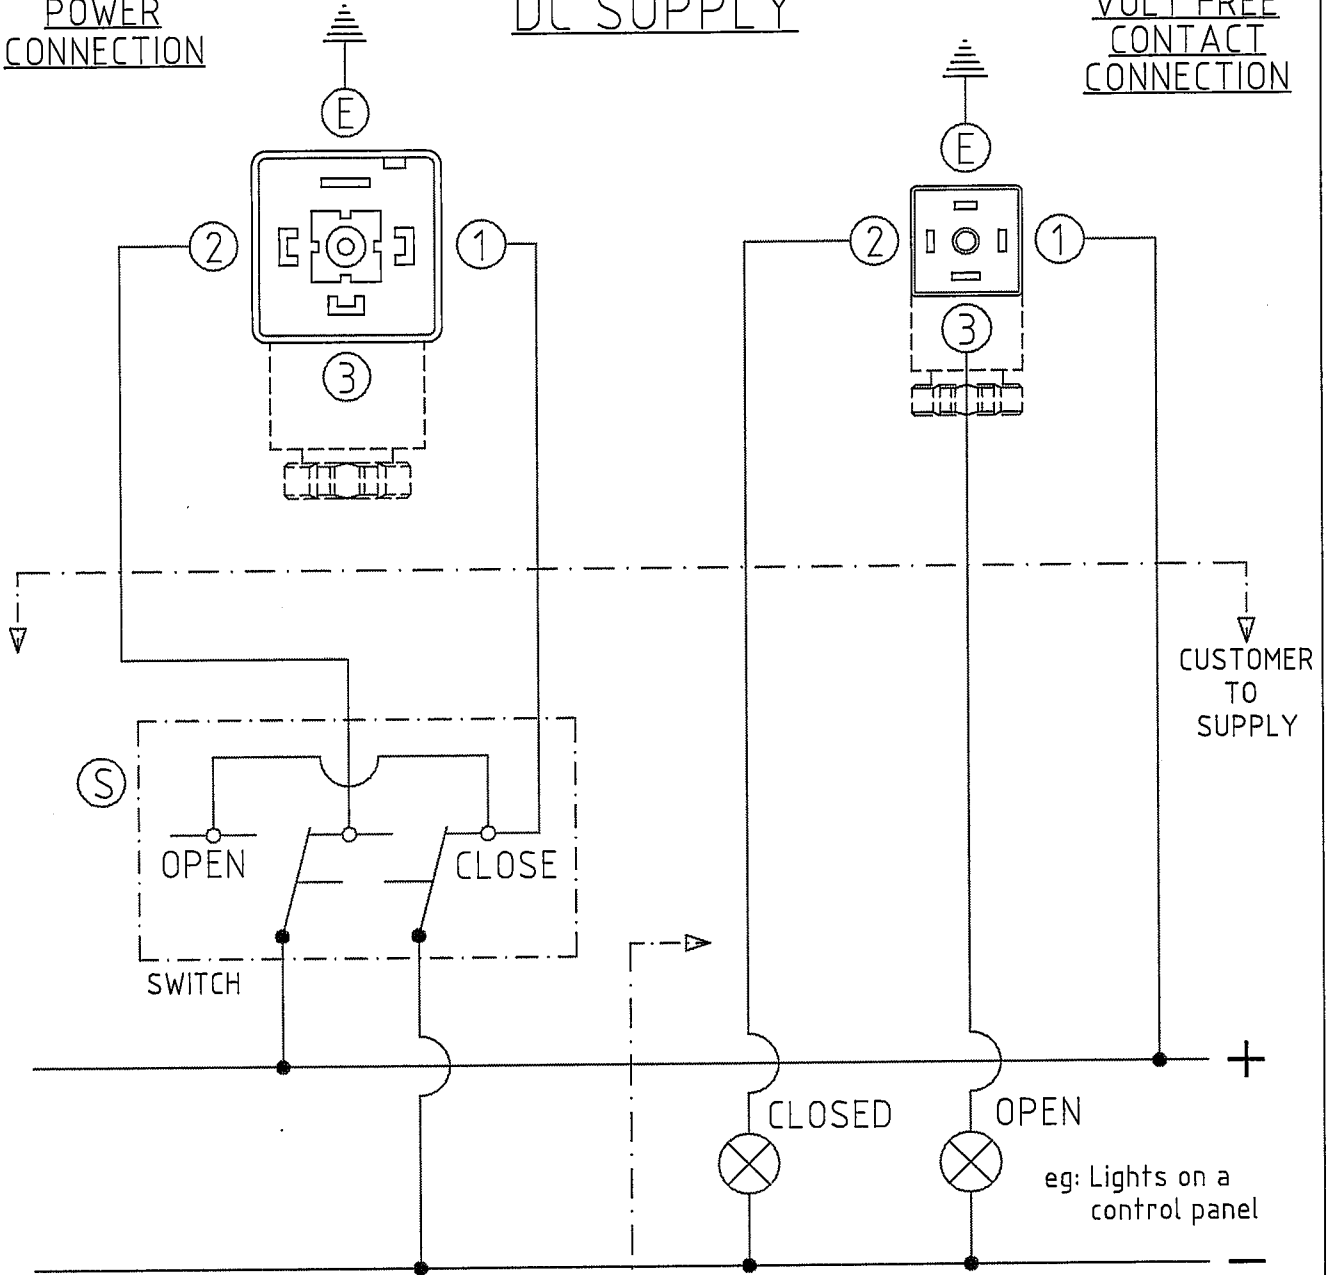 POWER
CONNECTION
DC SUPPLY
VOLT FREE
CONTACT
CONNECTION
E
E
2
1
2
1
3
3
CUSTOMER
TO
SUPPLY
S
OPEN
CLOSE
SWITCH
+
CLOSED
OPEN
eg: Lights on a
control panel
−